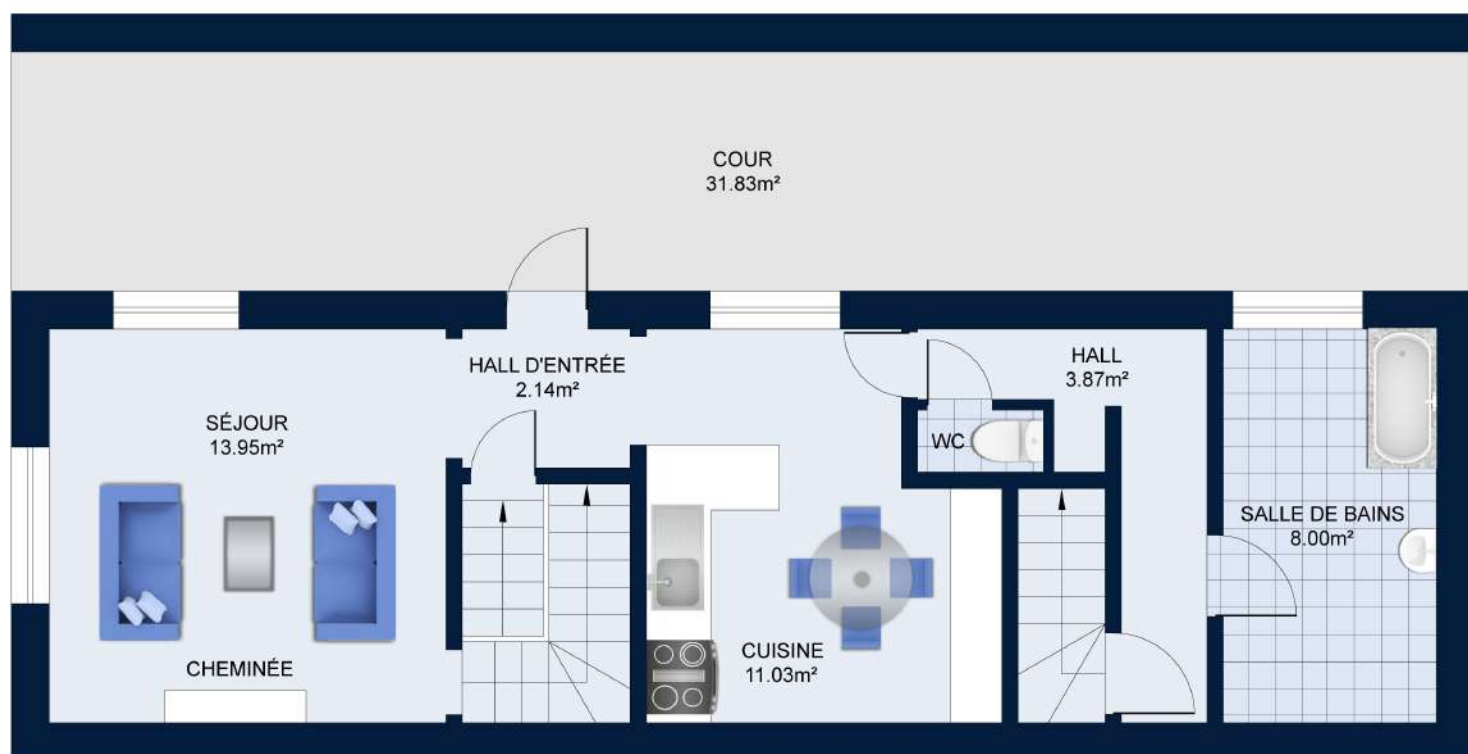 COUR
31.83m²
HALL D'ENTRÉE
2.14m²
HALL
3.87m²
SÉJOUR
13.95m²
WC
SALLE DE BAINS
8.00m²
CUISINE
11.03m²
CHEMINÉE